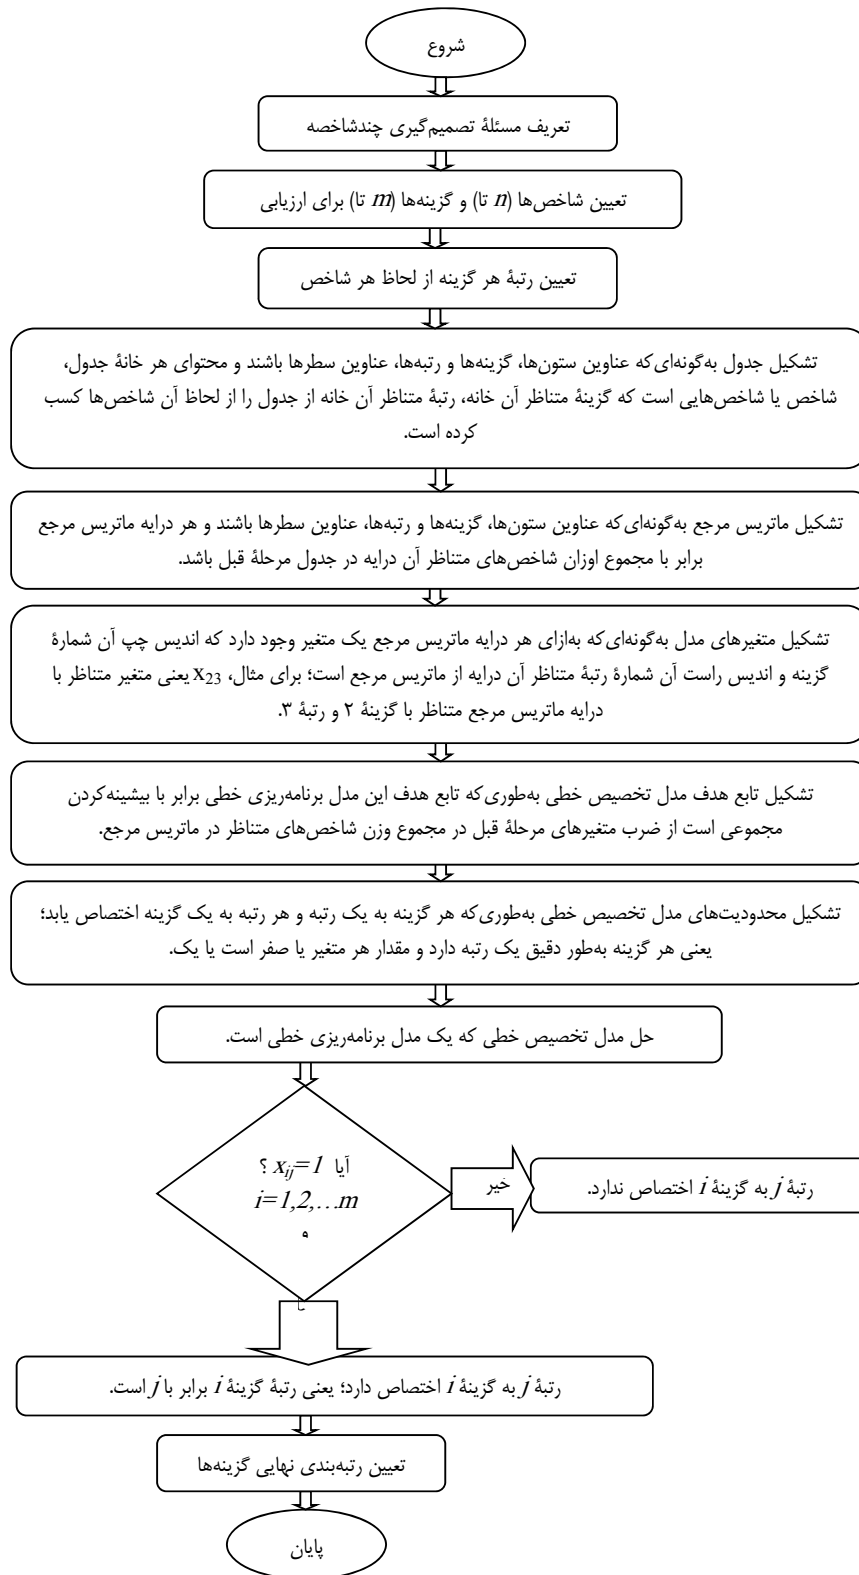 شروع
تعریف مسئلهٔ تصمیم‌گیری چندشاخصه
تعیین شاخص‌ها (n تا) و گزینه‌ها (m تا) برای ارزیابی
تعیین رتبهٔ هر گزینه از لحاظ هر شاخص
تشکیل جدول به‌گونه‌ای‌که عناوین ستون‌ها، گزینه‌ها و رتبه‌ها، عناوین سطرها باشند و محتوای هر خانهٔ جدول،
شاخص یا شاخص‌هایی است که گزینهٔ متناظر آن خانه، رتبهٔ متناظر آن خانه از جدول را از لحاظ آن شاخص‌ها کسب
کرده است.
تشکیل ماتریس مرجع به‌گونه‌ای‌که عناوین ستون‌ها، گزینه‌ها و رتبه‌ها، عناوین سطرها باشند و هر درایه ماتریس مرجع
برابر با مجموع اوزان شاخص‌های متناظر آن درایه در جدول مرحلهٔ قبل باشد.
تشکیل متغیرهای مدل به‌گونه‌ای‌که به‌ازای هر درایه ماتریس مرجع یک متغیر وجود دارد که اندیس چپ آن شمارهٔ
گزینه و اندیس راست آن شمارهٔ رتبهٔ متناظر آن درایه از ماتریس مرجع است؛ برای مثال، x23 یعنی متغیر متناظر با
درایه ماتریس مرجع متناظر با گزینهٔ ۲ و رتبهٔ ۳.
تشکیل تابع هدف مدل تخصیص خطی به‌طوری‌که تابع هدف این مدل برنامه‌ریزی خطی برابر با بیشینه‌کردن
مجموعی است از ضرب متغیرهای مرحلهٔ قبل در مجموع وزن شاخص‌های متناظر در ماتریس مرجع.
تشکیل محدودیت‌های مدل تخصیص خطی به‌طوری‌که هر گزینه به یک رتبه و هر رتبه به یک گزینه اختصاص یابد؛
یعنی هر گزینه به‌طور دقیق یک رتبه دارد و مقدار هر متغیر یا صفر است یا یک.
حل مدل تخصیص خطی که یک مدل برنامه‌ریزی خطی است.
آیا xij=1 ؟
i=1,2,…m
و
خیر
رتبهٔ j به گزینهٔ i اختصاص ندارد.
رتبهٔ j به گزینهٔ i اختصاص دارد؛ یعنی رتبهٔ گزینهٔ i برابر با j است.
تعیین رتبه‌بندی نهایی گزینه‌ها
پایان